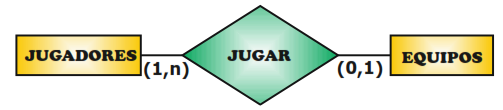 JUGADORES
(1,n)
JUGAR
(0,1)
EQUIPOS